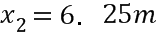 x₂ = 6. 25m